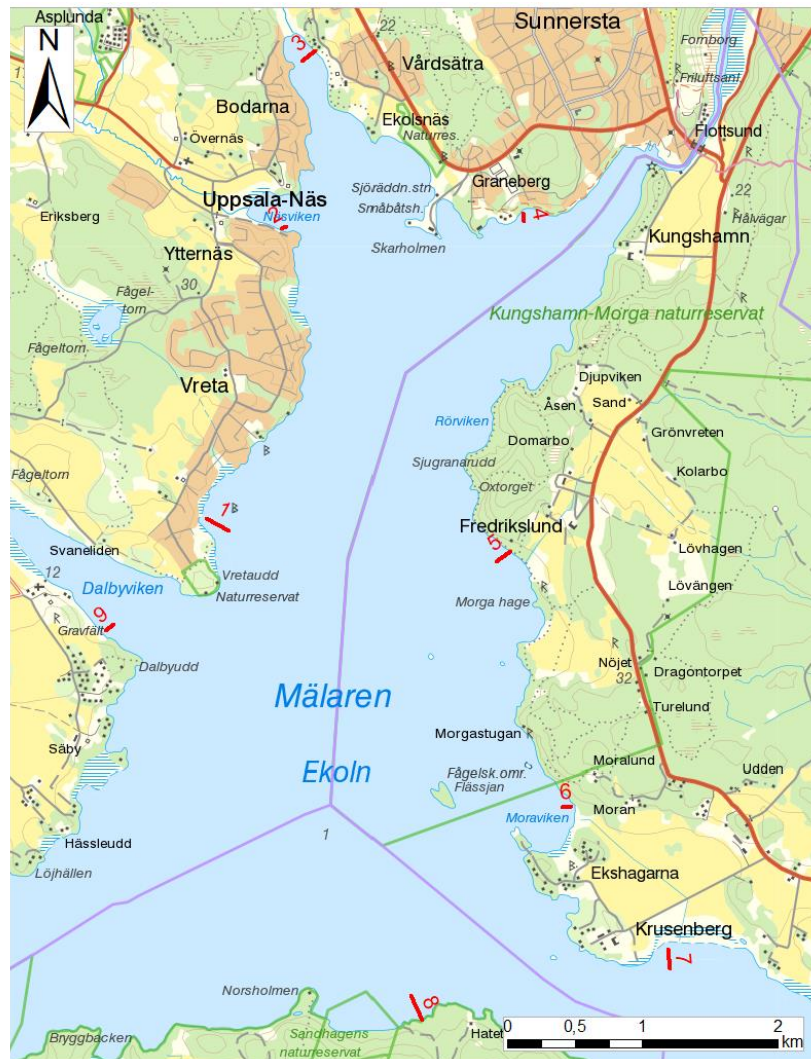 Asplunda
N
22
Sunnersta
3
Vårdsätra
Fornborg
Friluftsanl
Bodarna
Ekolsnäs
Naturres.
Övernäs
Flottsund
Sjöräddn.stn
Graneberg
Uppsala-Näs
Näsviken
Småbåtsh.
22
Eriksberg
2
4
Hålvägar
Skarholmen
Kungshamn
Ytternäs
Fågel-
torn
30
Kungshamn-Morga naturreservat
Fågeltorn
Vreta
Djupviken
Åsen
Sand
Rörviken
Grönvreten
Domarbo
Sjugranarudd
Kolarbo
Fågeltorn
Oxtorget
1
Fredrikslund
Svaneliden
5
Lövhagen
12
Vretaudd
Naturreservat
Dalbyviken
Lövängen
Morga hage
9
Gravfält
Nöjet
Dalbyudd
Dragontorpet
32
Mälaren
Turelund
Säby
Morgastugan
Moralund
Udden
Ekoln
Fågelsk.omr.
Flässjan
6
Moran
Moraviken
1
Hässleudd
Ekshagarna
Löjhällen
Krusenberg
7
Norsholmen
8
Bryggbacken
Sandhagens
naturreservat
Hatet
0 0,5 1 2
km